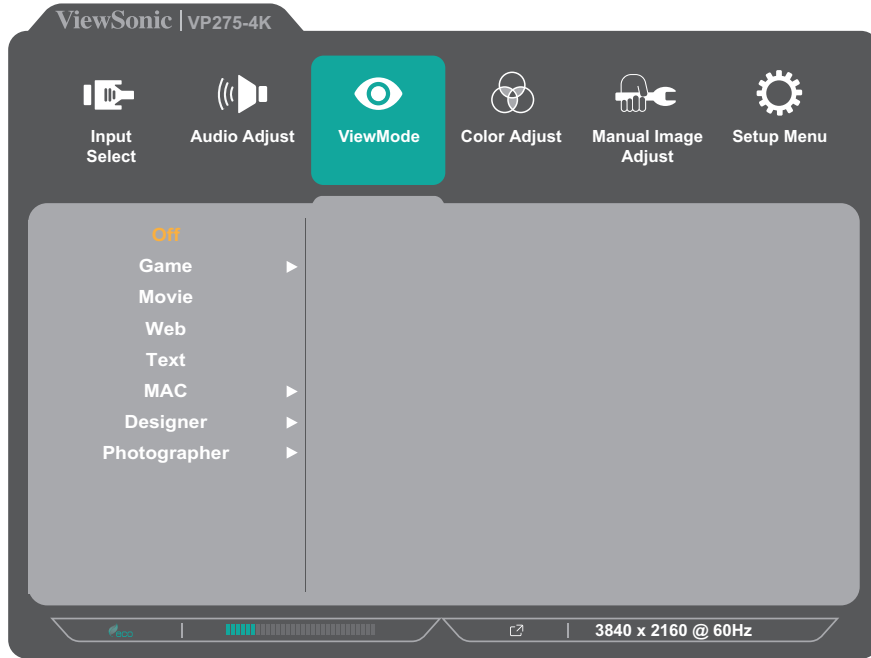 ViewSonic | VP275-4K
Input Select
Audio Adjust
ViewMode
Color Adjust
Manual Image Adjust
Setup Menu
Off
Game
Movie
Web
Text
MAC
Designer
Photographer
eco
3840 x 2160 @ 60Hz